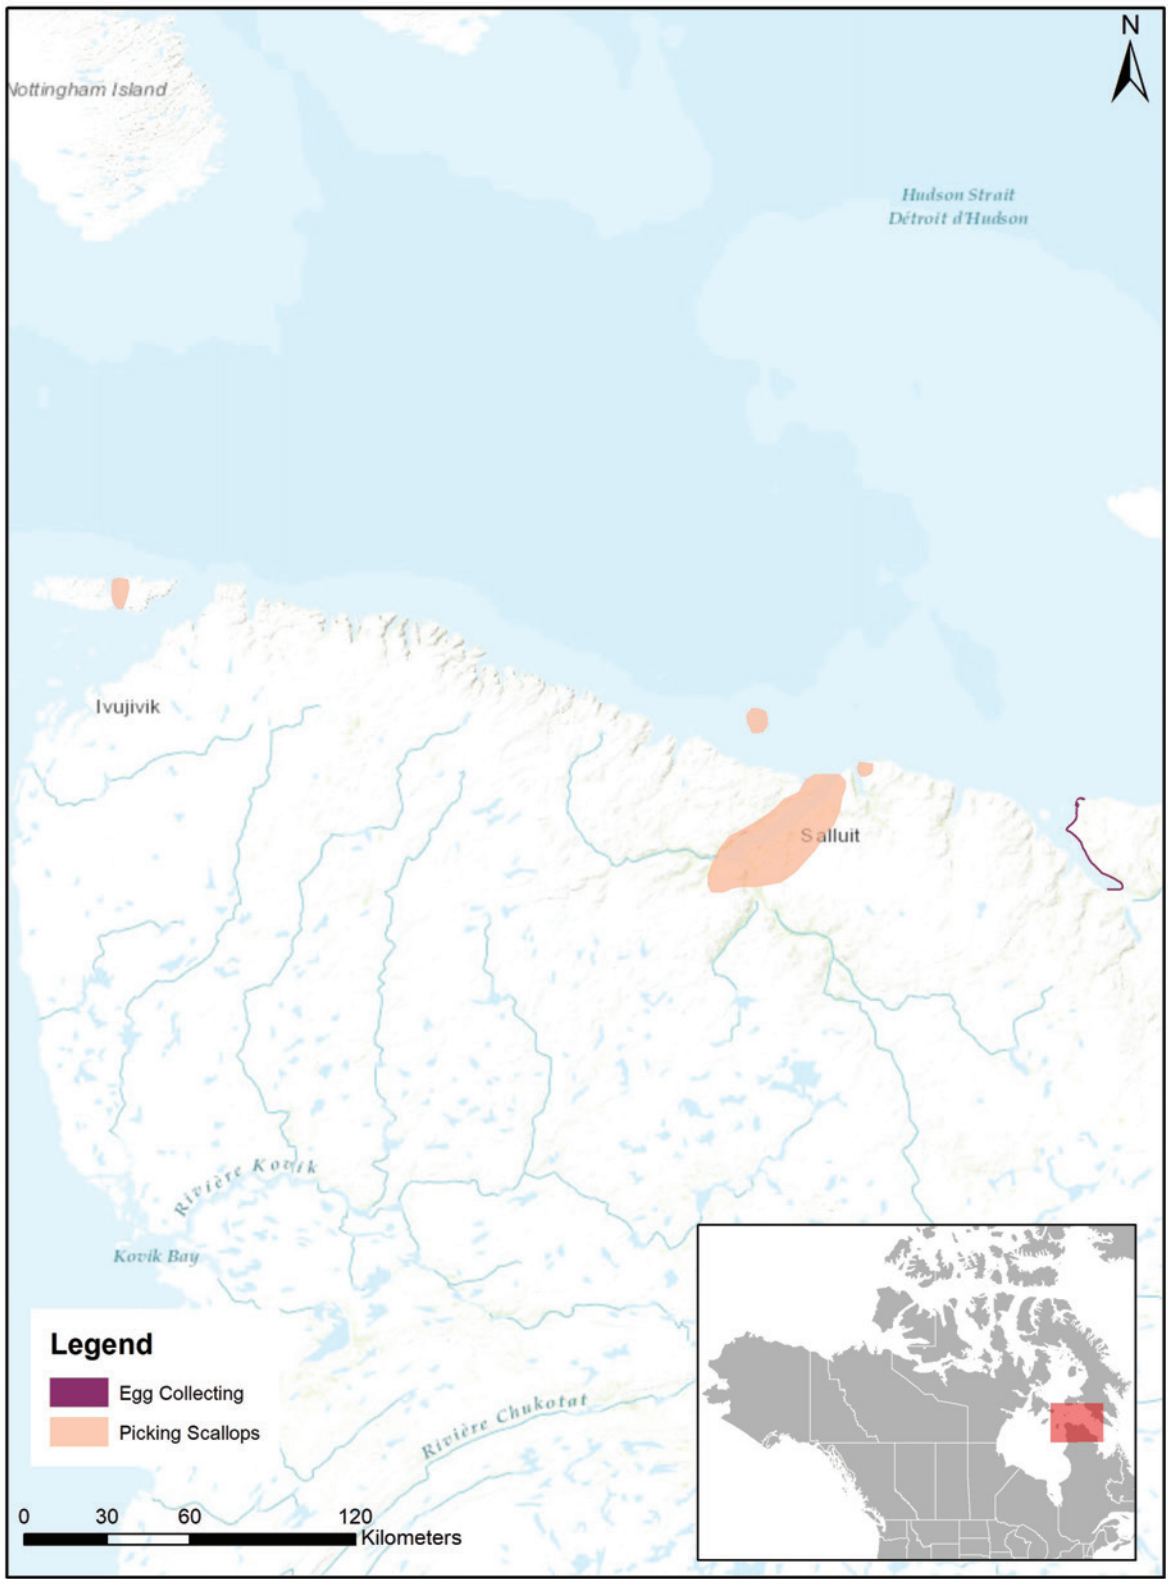 N
Nottingham Island
Hudson Strait
Détroit d'Hudson
Ivujivik
Salluit
Rivière Kovik
Kovik Bay
Legend
Egg Collecting
Picking Scallops
Rivière Chukotat
0 30 60 120
Kilometers